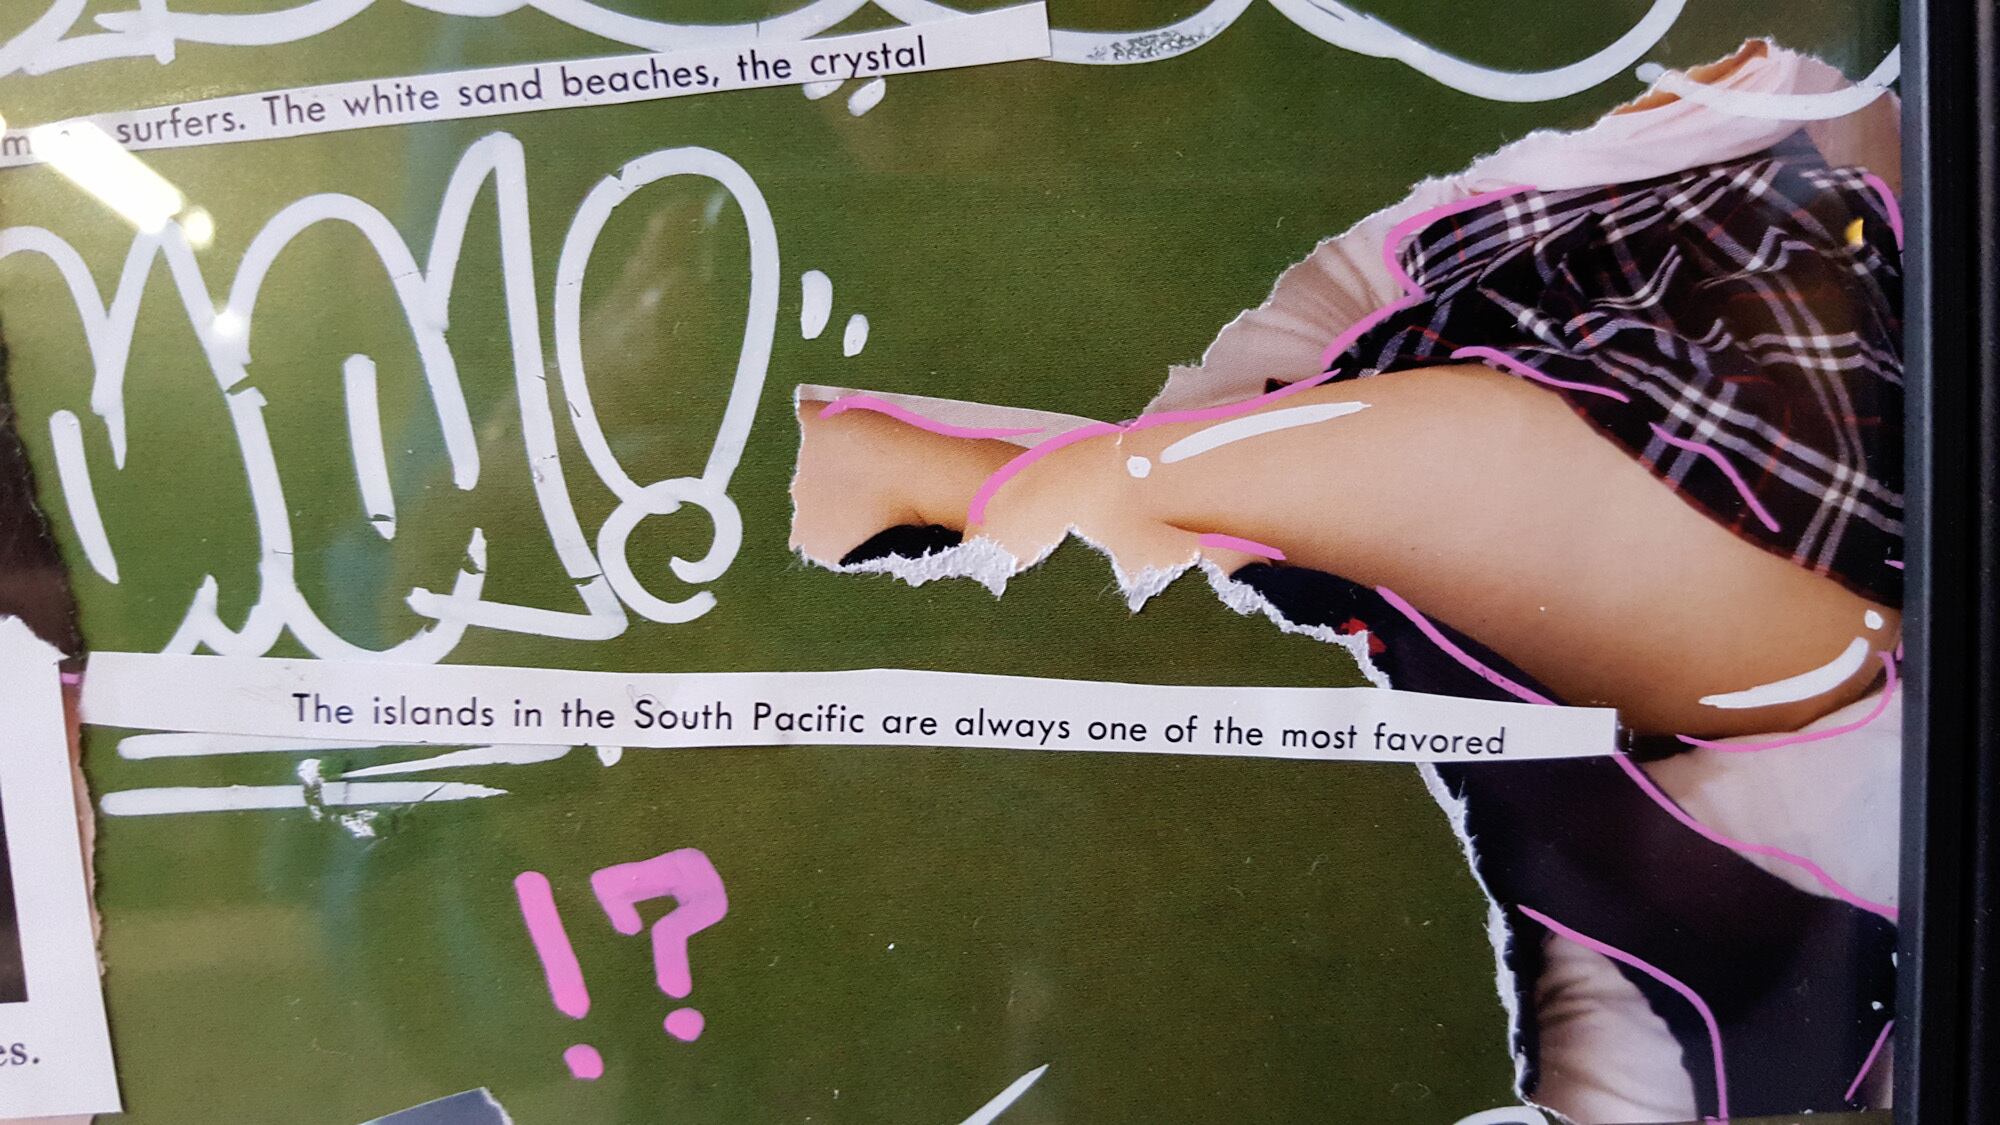 surfers. The white sand beaches, the crystal
The islands in the South Pacific are always one of the most favored
!?
es.